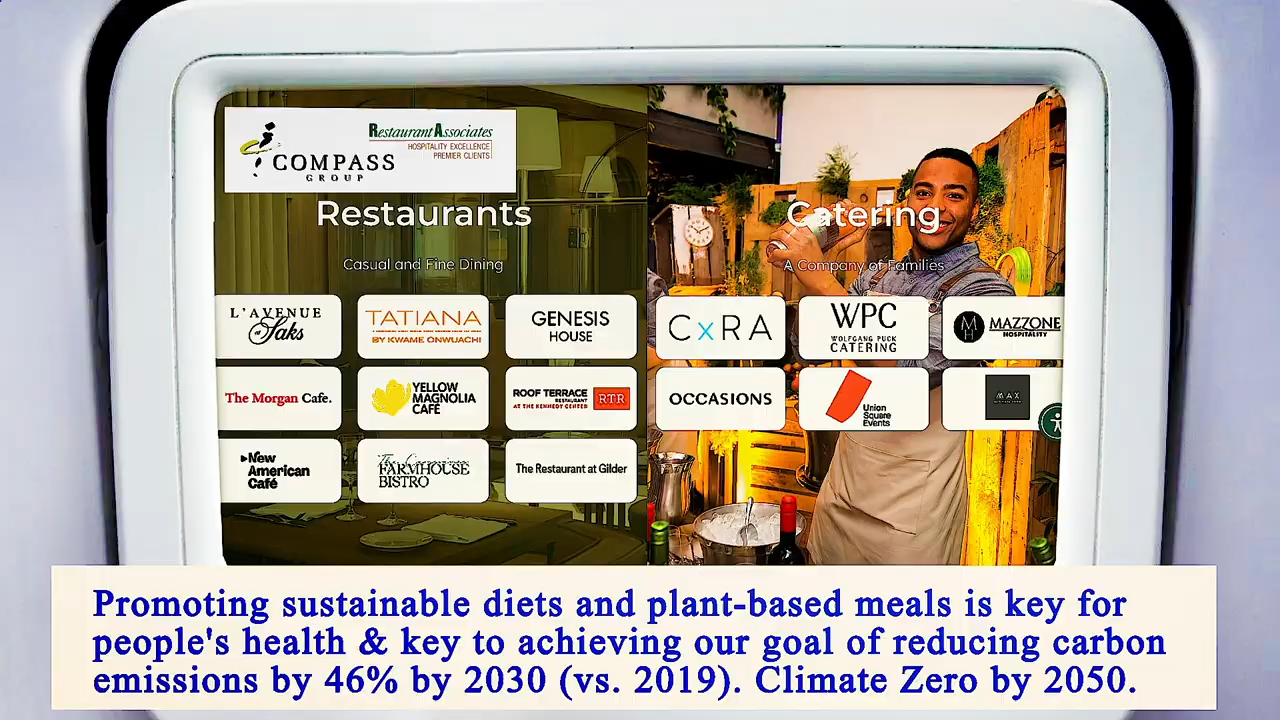 COMPASS
GROUP
Restaurant Associates
HOSPITALITY EXCELLENCE
PREMIER CLIENTS
Restaurants
Casual and Fine Dining
L'AVENUE
Saks
TATIANA
BY KWAME ONWUACHI
GENESIS
HOUSE
The Morgan Cafe.
YELLOW
MAGNOLIA
CAFÉ
ROOF TERRACE
RESTAURANT
AT THE KENNEDY CENTER
RTR
New
American
Café
FARMHOUSE
BISTRO
The Restaurant at Gilder
Catering
A Company of Families
CxRA
WPC
WOLFGANG PUCK
CATERING
MH
MAZZONE
HOSPITALITY
OCCASIONS
Union
Square
Events
MAX
Promoting sustainable diets and plant-based meals is key for
people's health & key to achieving our goal of reducing carbon
emissions by 46% by 2030 (vs. 2019). Climate Zero by 2050.